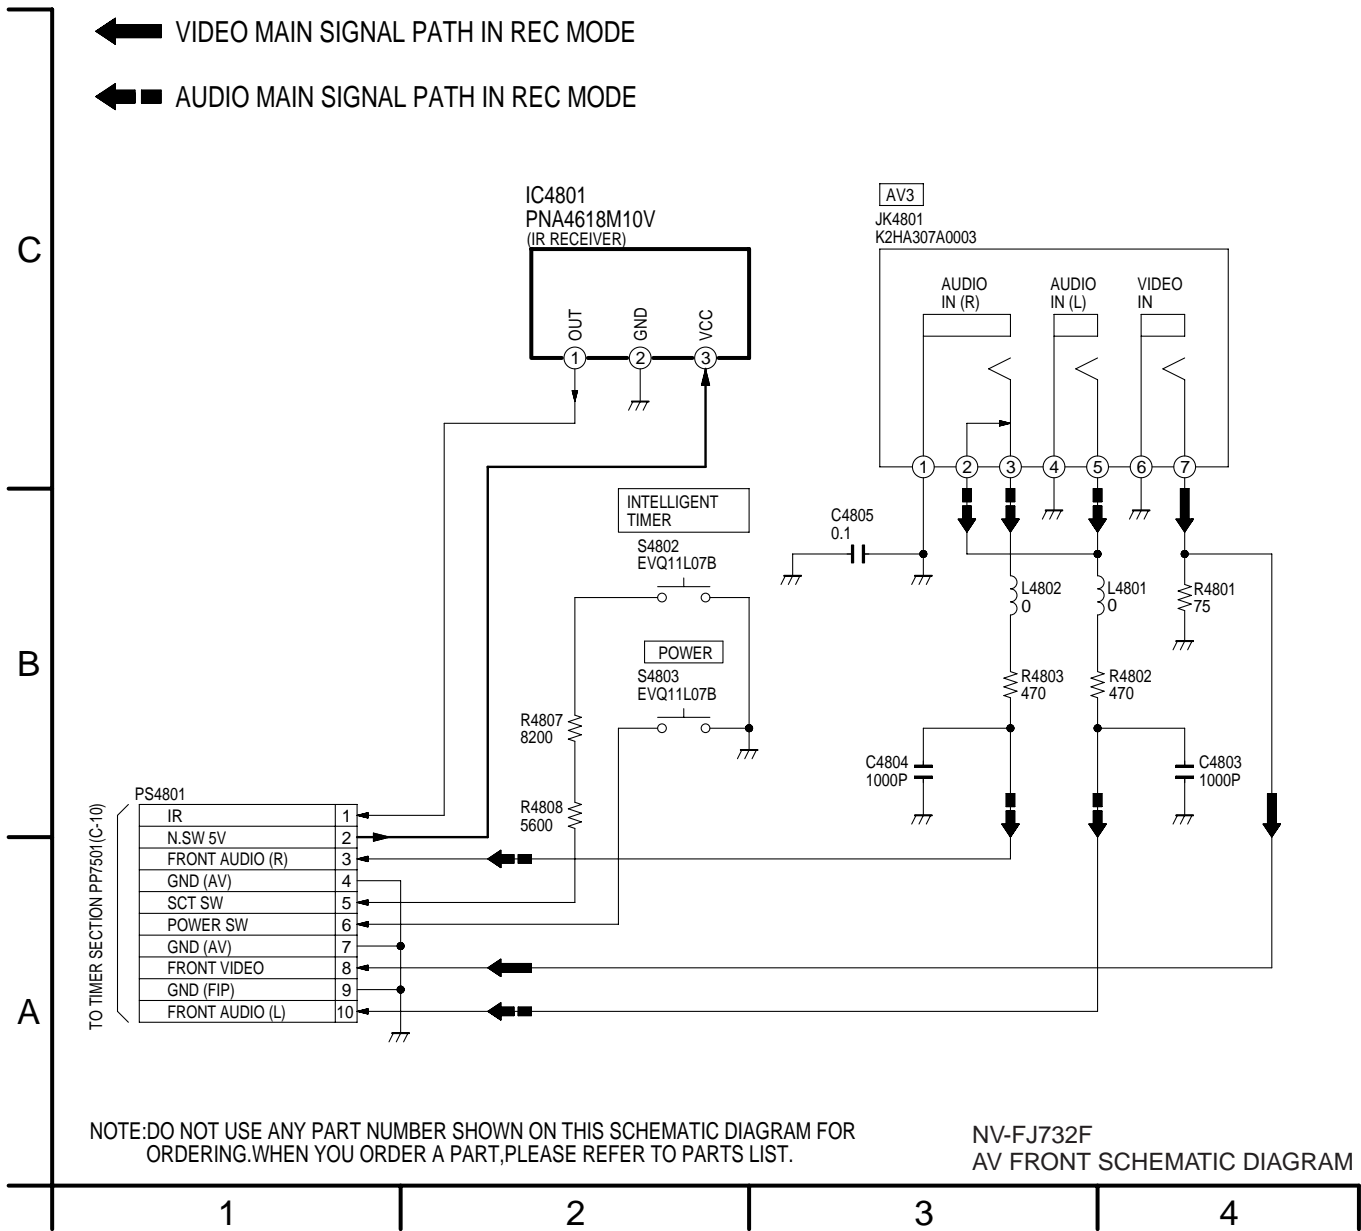 VIDEO MAIN SIGNAL PATH IN REC MODE
AUDIO MAIN SIGNAL PATH IN REC MODE
C
B
A
IC4801
PNA4618M10V
(IR RECEIVER)
OUT
GND
VCC
1
2
3
AV3
JK4801
K2HA307A0003
AUDIO
IN (R)
AUDIO
IN (L)
VIDEO
IN
1
2
3
4
5
6
7
INTELLIGENT
TIMER
S4802
EVQ11L07B
POWER
S4803
EVQ11L07B
C4805
0.1
L4802
0
L4801
0
R4801
75
R4803
470
R4802
470
R4807
8200
R4808
5600
C4804
1000P
C4803
1000P
TO TIMER SECTION PP7501(C-10)
PS4801
IR 1
N.SW 5V 2
FRONT AUDIO (R) 3
GND (AV) 4
SCT SW 5
POWER SW 6
GND (AV) 7
FRONT VIDEO 8
GND (FIP) 9
FRONT AUDIO (L) 10
NOTE:DO NOT USE ANY PART NUMBER SHOWN ON THIS SCHEMATIC DIAGRAM FOR
ORDERING.WHEN YOU ORDER A PART,PLEASE REFER TO PARTS LIST.
NV-FJ732F
AV FRONT SCHEMATIC DIAGRAM
1
2
3
4